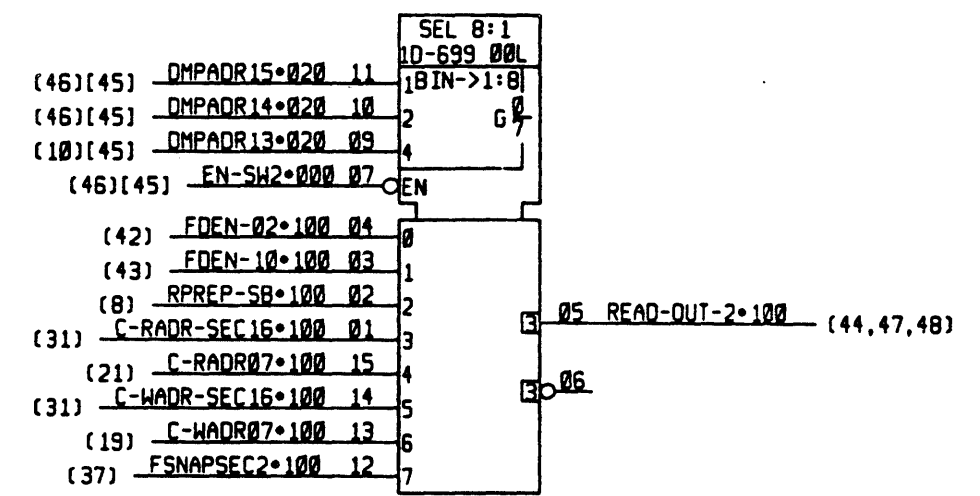 SEL 8:1
1D-699 00L
(46)[45] DMPADR15•020 11 1 BIN->1:8
(46)[45] DMPADR14•020 10 2 G 0 7
(10)[45] DMPADR13•020 09 4
(46)[45] EN-SW2•000 07 EN
(42) FDEN-02•100 04 0
(43) FDEN-10•100 03 1
(8) RPREP-SB•100 02 2
(31) C-RADR-SEC16•100 01 3
3 05 READ-OUT-2•100 (44,47,48)
(21) C-RADR07•100 15 4
3 06
(31) C-WADR-SEC16•100 14 5
(19) C-WADR07•100 13 6
(37) FSNAPSEC2•100 12 7